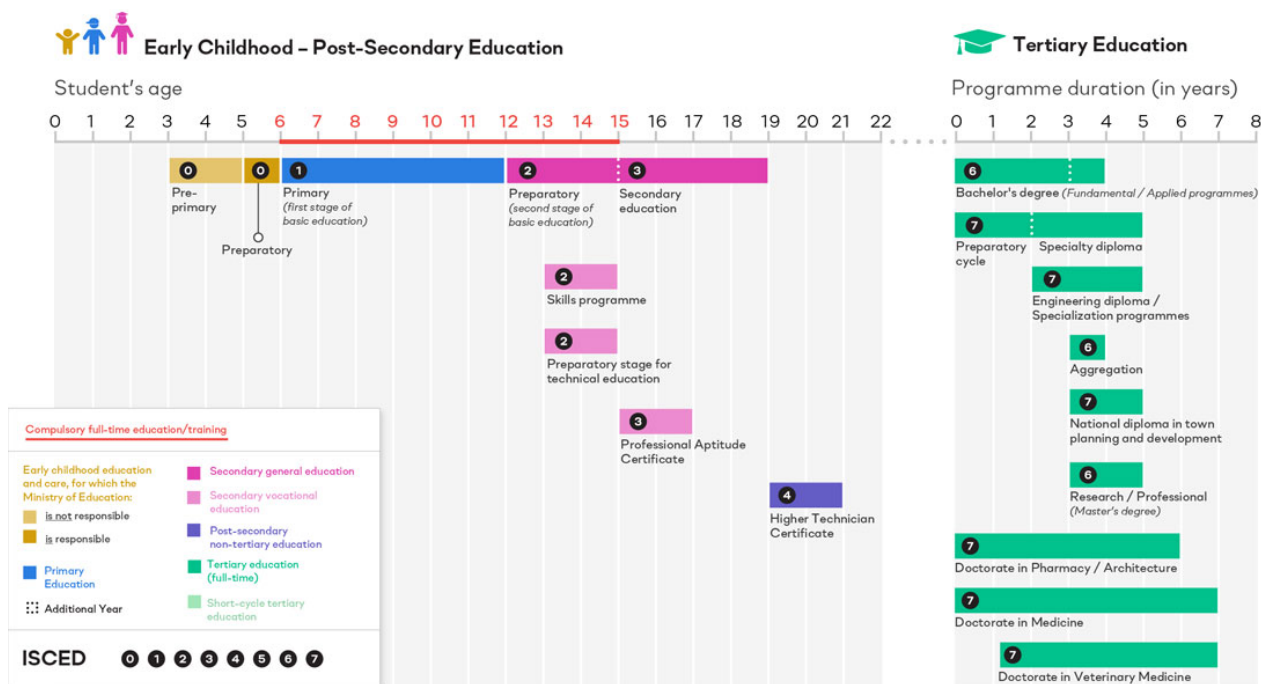 Early Childhood – Post-Secondary Education
Student's age
0 1 2 3 4 5 6 7 8 9 10 11 12 13 14 15 16 17 18 19 20 21 22
0
Pre-
primary
0
Preparatory
1
Primary
(first stage of
basic education)
2
Preparatory
(second stage of
basic education)
3
Secondary
education
2
Skills programme
2
Preparatory stage for
technical education
3
Professional Aptitude
Certificate
4
Higher Technician
Certificate
Compulsory full-time education/training
Early childhood education
and care, for which the
Ministry of Education:
is not responsible
is responsible
Primary
Education
Additional Year
Secondary general education
Secondary vocational
education
Post-secondary
non-tertiary education
Tertiary education
(full-time)
Short-cycle tertiary
education
ISCED 0 1 2 3 4 5 6 7
Tertiary Education
Programme duration (in years)
0 1 2 3 4 5 6 7 8
6
Bachelor's degree (Fundamental / Applied programmes)
7
Preparatory
cycle
Specialty diploma
7
Engineering diploma /
Specialization programmes
6
Aggregation
7
National diploma in town
planning and development
6
Research / Professional
(Master's degree)
7
Doctorate in Pharmacy / Architecture
7
Doctorate in Medicine
7
Doctorate in Veterinary Medicine